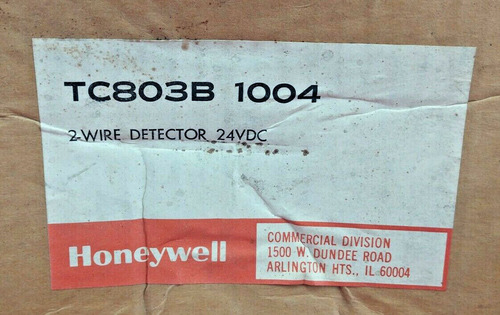 TC803B 1004
2-WIRE DETECTOR 24VDC
Honeywell
COMMERCIAL DIVISION
1500 W. DUNDEE ROAD
ARLINGTON HTS., IL 60004